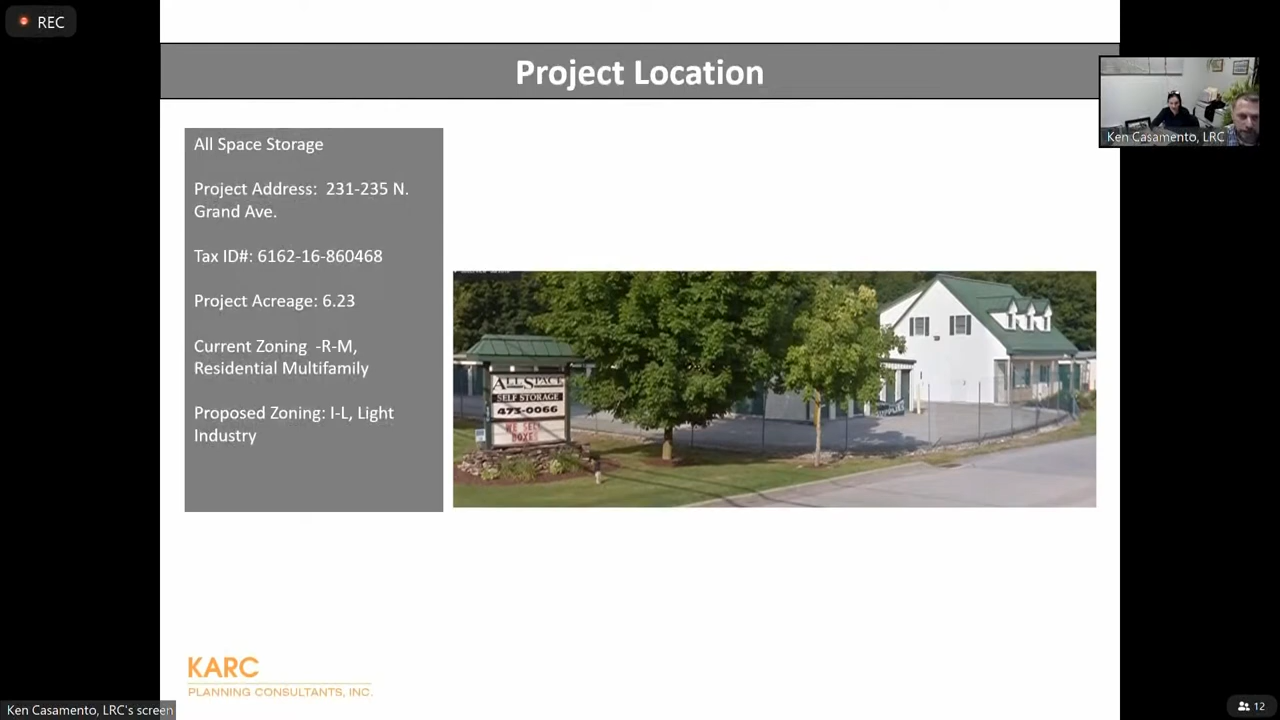 REC
Project Location
Ken Casamento, LRC
All Space Storage
Project Address:  231-235 N.
Grand Ave.
Tax ID#: 6162-16-860468
Project Acreage: 6.23
Current Zoning  -R-M,
Residential Multifamily
Proposed Zoning: I-L, Light
Industry
ALL SPACE
SELF STORAGE
473-0066
WE SELL
BOXES
SUPPLIES
KARC
PLANNING CONSULTANTS, INC.
Ken Casamento, LRC's screen
12